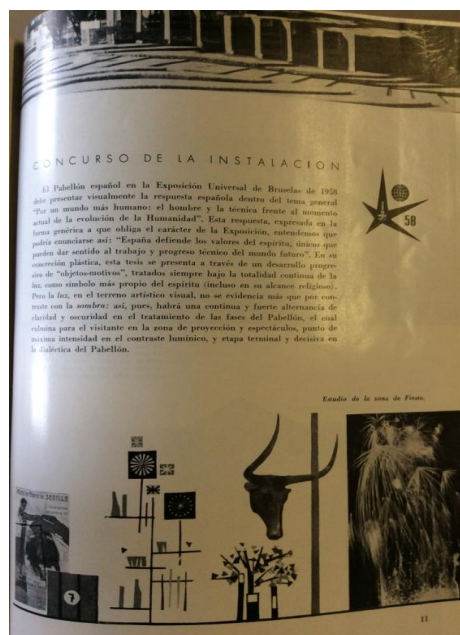 CONCURSO DE LA INSTALACION
El Pabellón español en la Exposición Universal de Bruselas de 1958
debe presentar visualmente la respuesta española dentro del tema general
"Por un mundo más humano: el hombre y la técnica frente al momento
actual de la evolución de la Humanidad". Esta respuesta, expresada en la
forma genérica a que obliga el carácter de la Exposición, entendemos que
podría enunciarse así: "España defiende los valores del espíritu, únicos que
pueden dar sentido al trabajo y progreso técnico del mundo futuro". En su
concreción plástica, esta tesis se presenta a través de un desarrollo progre-
sivo de "objetos-motivos", tratados siempre bajo la totalidad continua de la
luz, como símbolo más propio del espíritu (incluso en su alcance religioso).
Pero la luz, en el terreno artístico visual, no se evidencia más que por con-
traste con la sombra: así, pues, habrá una continua y fuerte alternancia de
claridad y oscuridad en el tratamiento de las fases del Pabellón, el cual
culmina para el visitante en la zona de proyección y espectáculos, punto de
máxima intensidad en el contraste lumínico, y etapa terminal y decisiva en
la dialéctica del Pabellón.
58
Estudio de la zona de Fiestas.
SEVILLA
7
11